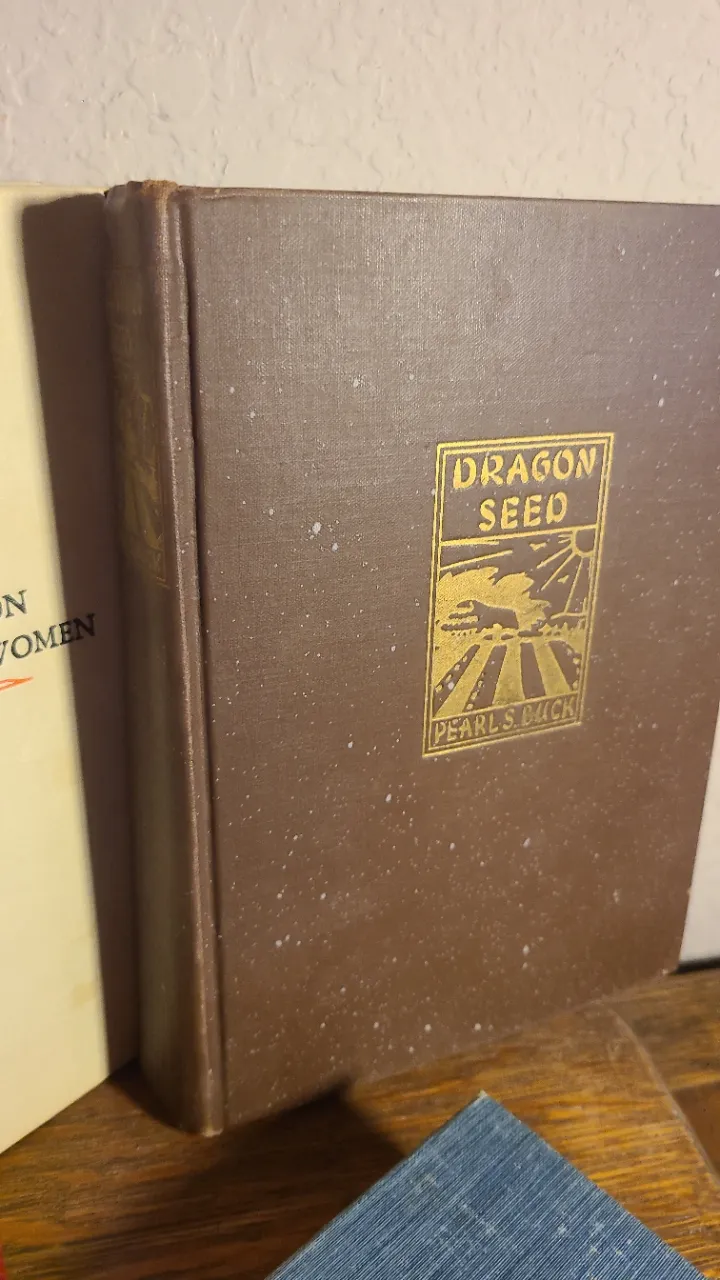 ON
WOMEN
DRAGON
SEED
PEARL S. BUCK